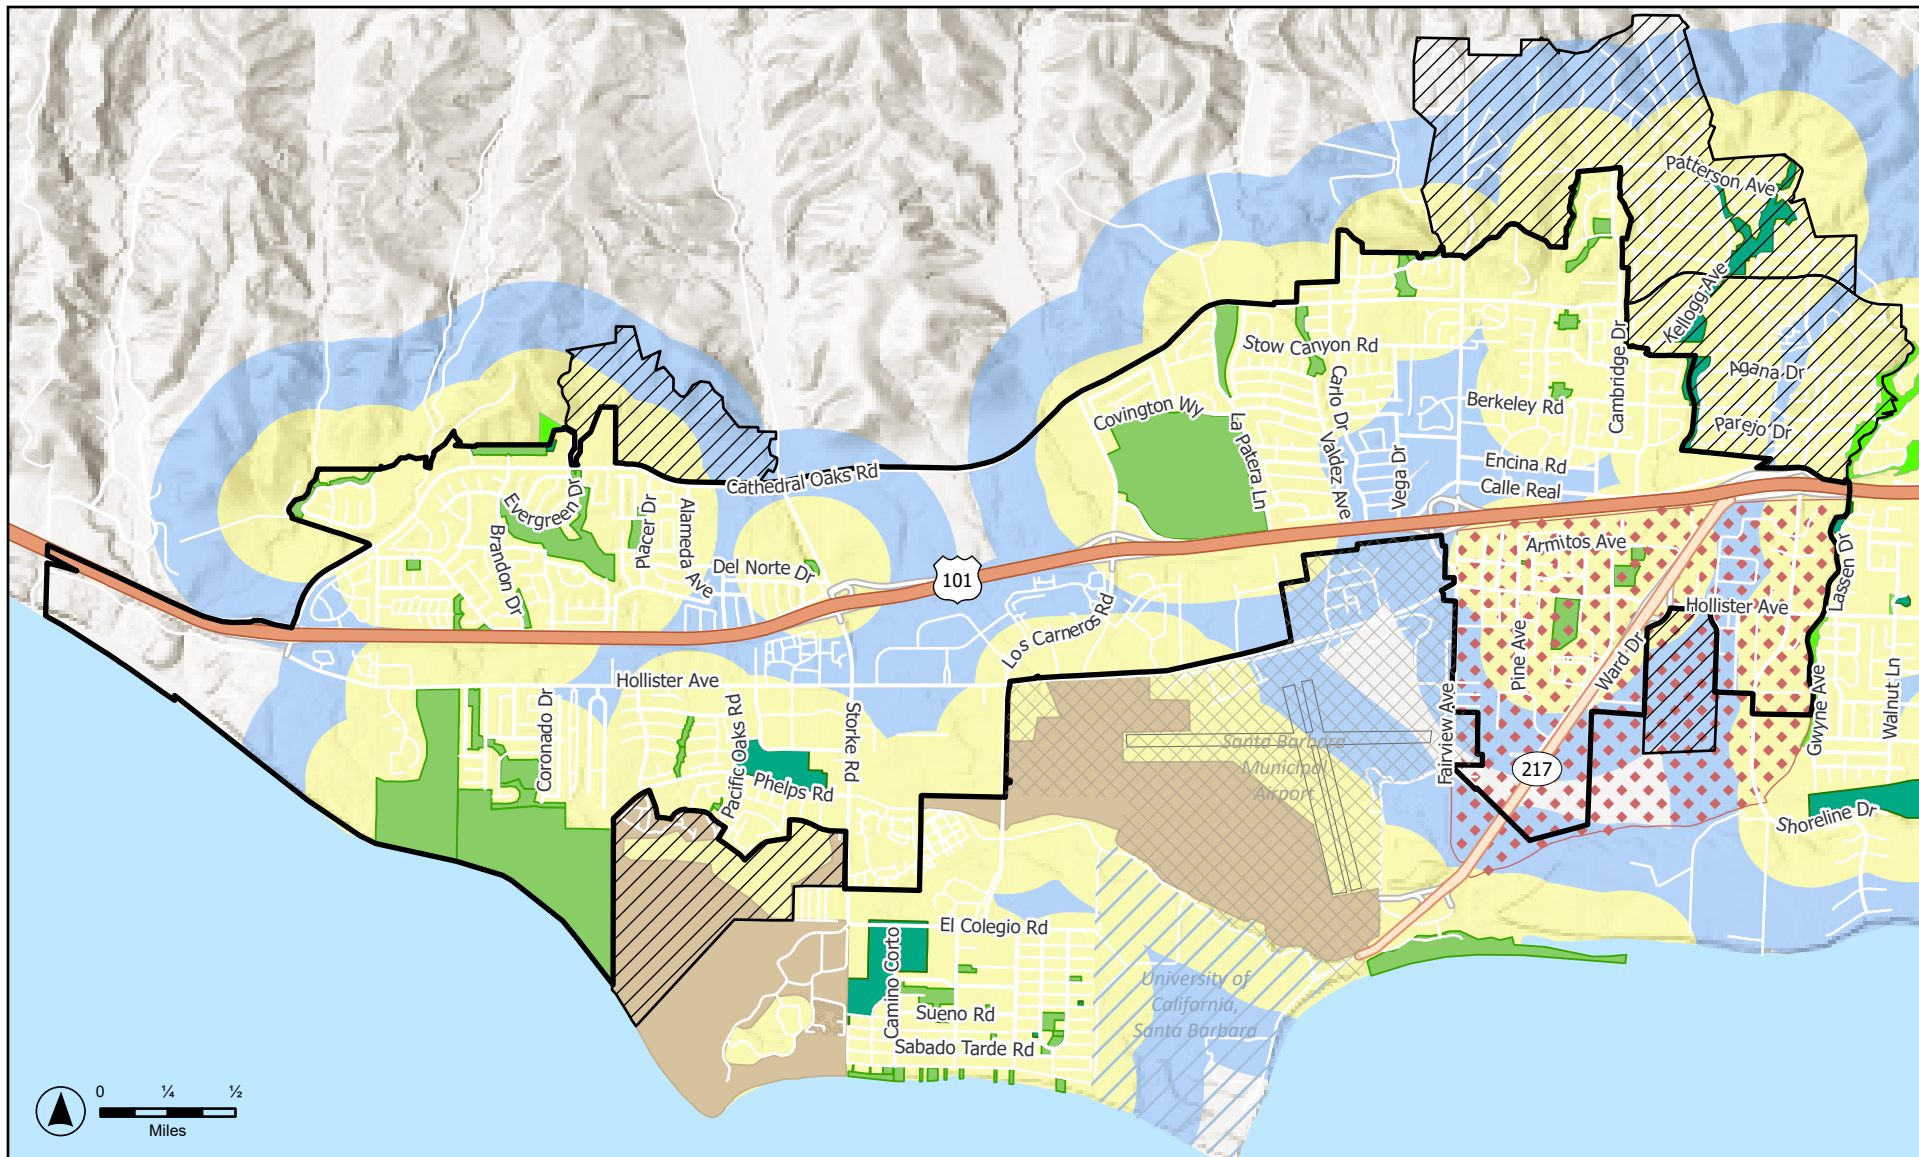 Patterson Ave
Kellogg Ave
Stow Canyon Rd
Cambridge Dr
Agana Dr
Carlo Dr
Berkeley Rd
Covington Wy
La Patera Ln
Parejo Dr
Valdez Ave
Vega Dr
Encina Rd
Calle Real
Cathedral Oaks Rd
Evergreen Dr
Placer Dr
Alameda Ave
Brandon Dr
Del Norte Dr
101
Armitos Ave
Lassen Dr
Hollister Ave
Los Carneros Rd
Pine Ave
Ward Dr
Hollister Ave
Coronado Dr
Pacific Oaks Rd
Storke Rd
Fairview Ave
Gwyne Ave
Walnut Ln
Santa Barbara
Municipal
Airport
217
Phelps Rd
Shoreline Dr
El Colegio Rd
Camino Corto
University of
California,
Santa Barbara
Sueno Rd
Sabado Tarde Rd
0 ¼ ½
Miles